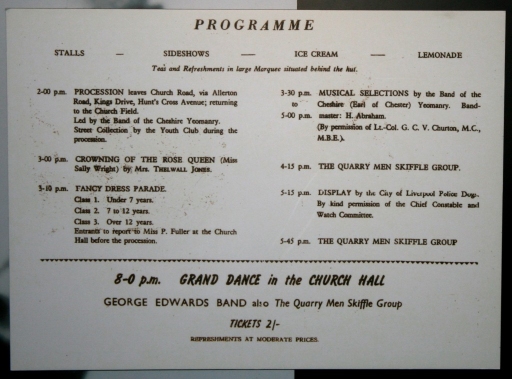 PROGRAMME
STALLS — SIDESHOWS — ICE CREAM — LEMONADE
Teas and Refreshments in large Marquee situated behind the hut.
2-00 p.m. PROCESSION leaves Church Road, via Allerton
Road, Kings Drive, Hunt's Cross Avenue; returning
to the Church Field.
Led by the Band of the Cheshire Yeomanry.
Street Collection by the Youth Club during the
procession.
3-00 p.m. CROWNING OF THE ROSE QUEEN (Miss
Sally Wright) by Mrs. THELWALL JONES.
3-10 p.m. FANCY DRESS PARADE.
Class 1. Under 7 years.
Class 2. 7 to 12 years.
Class 3. Over 12 years.
Entrants to report to Miss P. Fuller at the Church
Hall before the procession.
3-30 p.m. MUSICAL SELECTIONS by the Band of the
to Cheshire (Earl of Chester) Yeomanry. Band-
5-00 p.m. master: H. Abraham.
(By permission of Lt.-Col. G. C. V. Churton, M.C.,
M.B.E.).
4-15 p.m. THE QUARRY MEN SKIFFLE GROUP.
5-15 p.m. DISPLAY by the City of Liverpool Police Dogs.
By kind permission of the Chief Constable and
Watch Committee.
5-45 p.m. THE QUARRY MEN SKIFFLE GROUP
8-0 p.m. GRAND DANCE in the CHURCH HALL
GEORGE EDWARDS BAND also The Quarry Men Skiffle Group
TICKETS 2/-
REFRESHMENTS AT MODERATE PRICES.